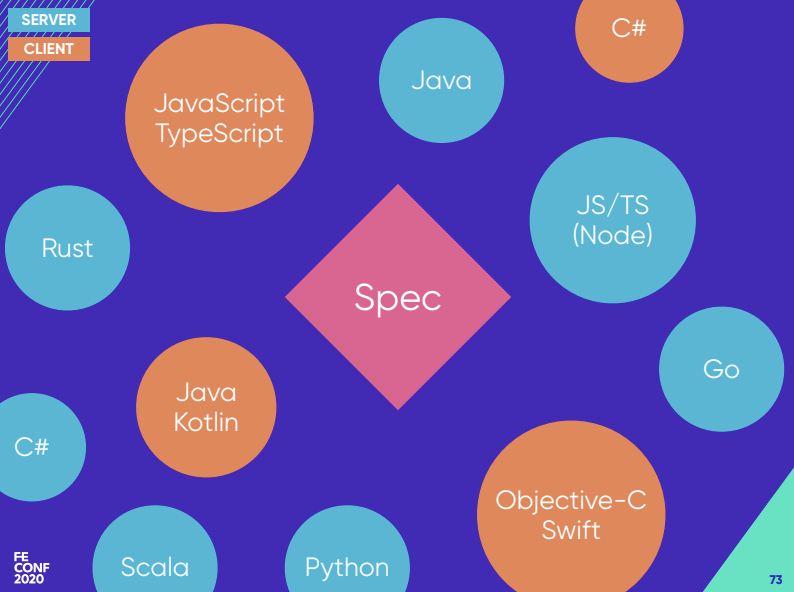 SERVER
CLIENT
C#
Java
JavaScript
TypeScript
JS/TS
(Node)
Rust
Spec
Go
Java
Kotlin
C#
Objective-C
Swift
Scala
Python
FE
CONF
2020
73